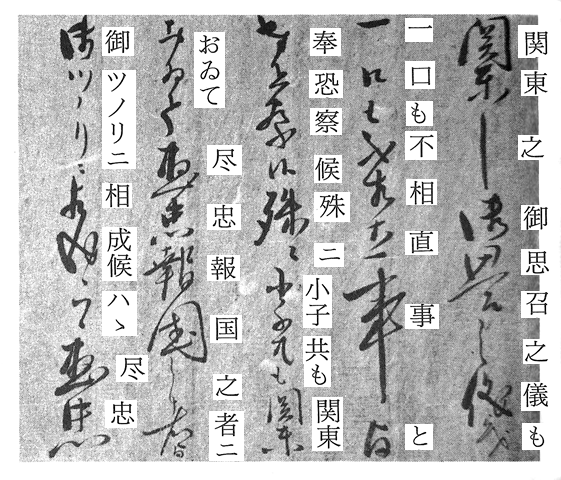 関東之御思召之儀も
一口も不相直事と
奉恐察候殊ニ小子共も関東
おゐて尽忠報国之者ニ
御ツノリニ相成候ハヽ尽忠